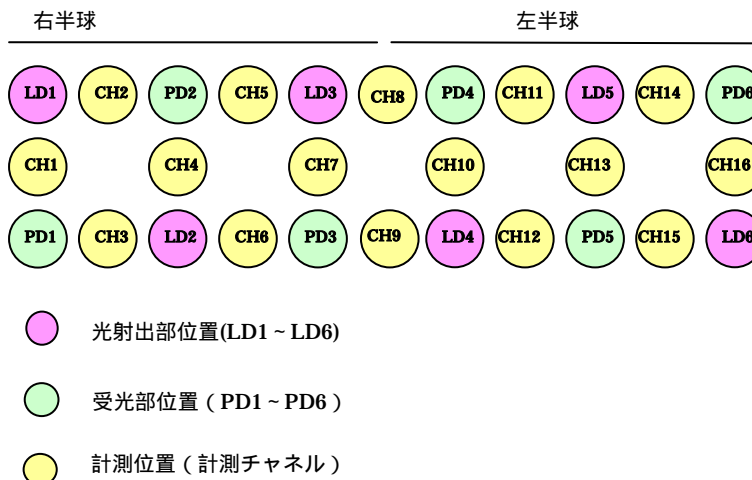 右半球 左半球
LD1 CH2 PD2 CH5 LD3 CH8 PD4 CH11 LD5 CH14 PD6
CH1 CH4 CH7 CH10 CH13 CH16
PD1 CH3 LD2 CH6 PD3 CH9 LD4 CH12 PD5 CH15 LD6
光射出部位置(LD1 ~ LD6)
受光部位置 ( PD1 ~ PD6 )
計測位置 ( 計測チャネル )